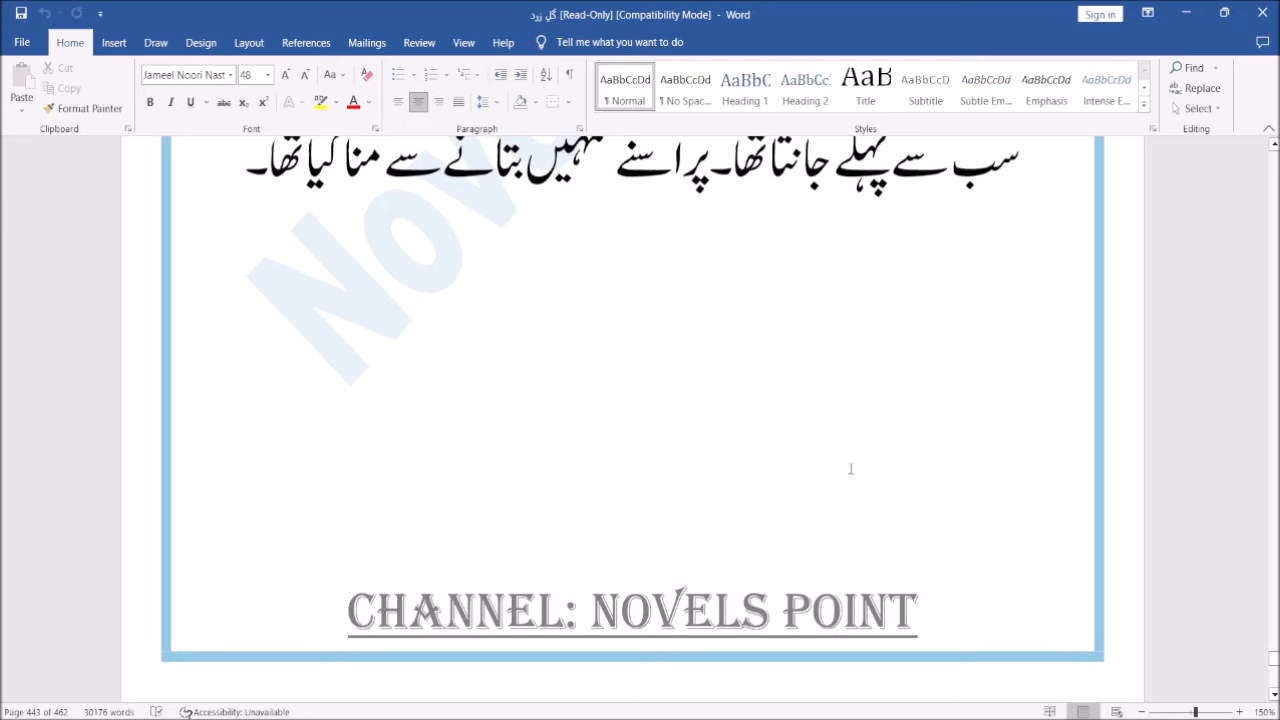 گلِ زرد [Read-Only] [Compatibility Mode] - Word
Sign in
File Home Insert Draw Design Layout References Mailings Review View Help Tell me what you want to do
Paste
Cut
Copy
Format Painter
Clipboard
Jameel Noori Nast 48
Font
Paragraph
AaBbCcDd AaBbCcDd AaBbC AaBbCc AaB AaBbCcD AaBbCcDd AaBbCcDd AaBbCcDd
¶ Normal ¶ No Spac... Heading 1 Heading 2 Title Subtitle Subtle Em... Emphasis Intense E...
Styles
Find
Replace
Select
Editing
سب سے پہلے جانتا تھا۔ پر اسنے تمہیں بتانے سے منا کیا تھا۔
Nov
CHANNEL: NOVELS POINT
Page 443 of 462 30176 words Accessibility: Unavailable 150%